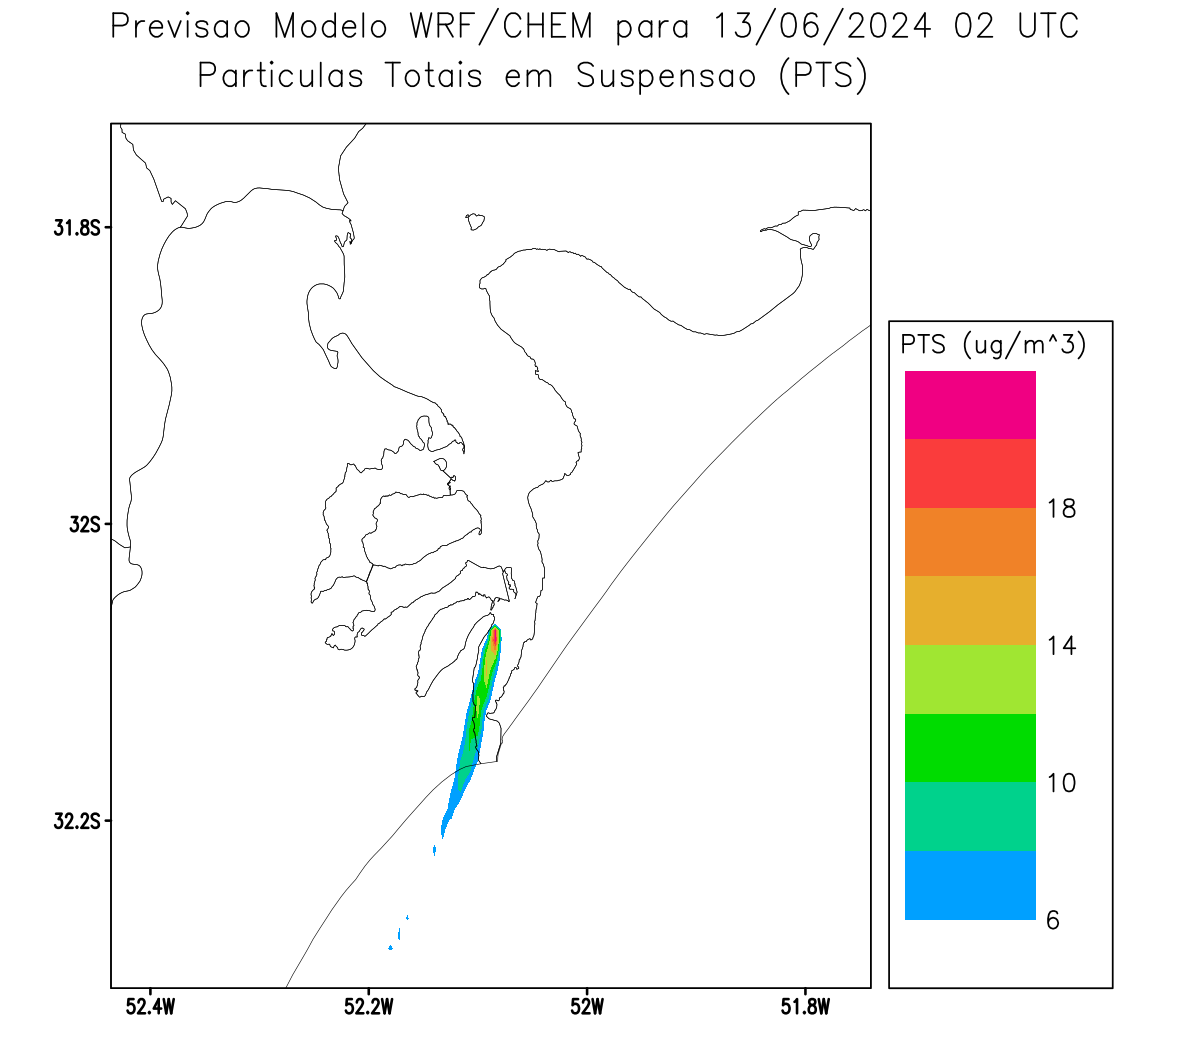 Previsao Modelo WRF/CHEM para 13/06/2024 02 UTC
Particulas Totais em Suspensao (PTS)
31.8S
32S
32.2S
52.4W
52.2W
52W
51.8W
PTS (ug/m^3)
18
14
10
6